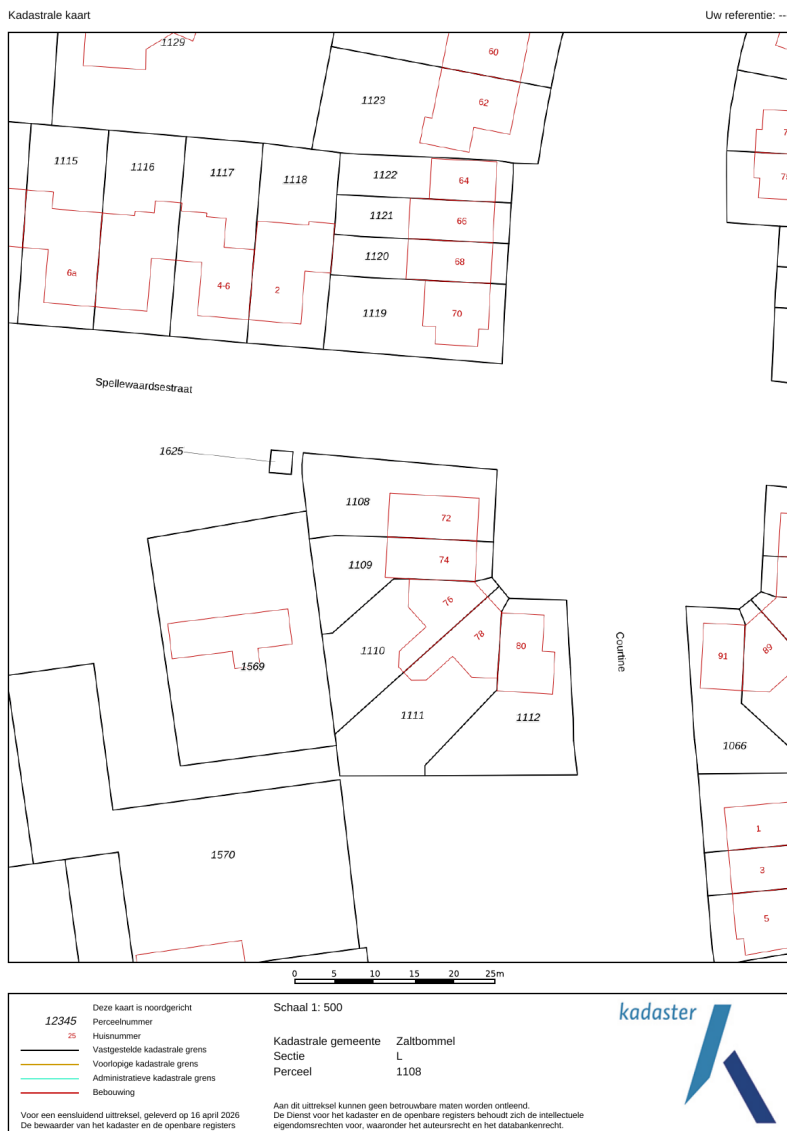 Kadastrale kaart
Uw referentie: --
1129
60
1123
62
1115
1116
1117
1118
1122
64
1121
66
1120
68
6a
4-6
2
1119
70
Spellewaardsestraat
1625
1108
72
1109
74
76
78
80
1110
1569
1111
1112
Courtine
91
89
1066
1570
1
3
5
0 5 10 15 20 25m
Deze kaart is noordgericht
12345 Perceelnummer
25 Huisnummer
Vastgestelde kadastrale grens
Voorlopige kadastrale grens
Administratieve kadastrale grens
Bebouwing
Voor een eensluidend uittreksel, geleverd op 16 april 2026
De bewaarder van het kadaster en de openbare registers
Schaal 1: 500
Kadastrale gemeente Zaltbommel
Sectie L
Perceel 1108
Aan dit uittreksel kunnen geen betrouwbare maten worden ontleend.
De Dienst voor het kadaster en de openbare registers behoudt zich de intellectuele
eigendomsrechten voor, waaronder het auteursrecht en het databankenrecht.
kadaster